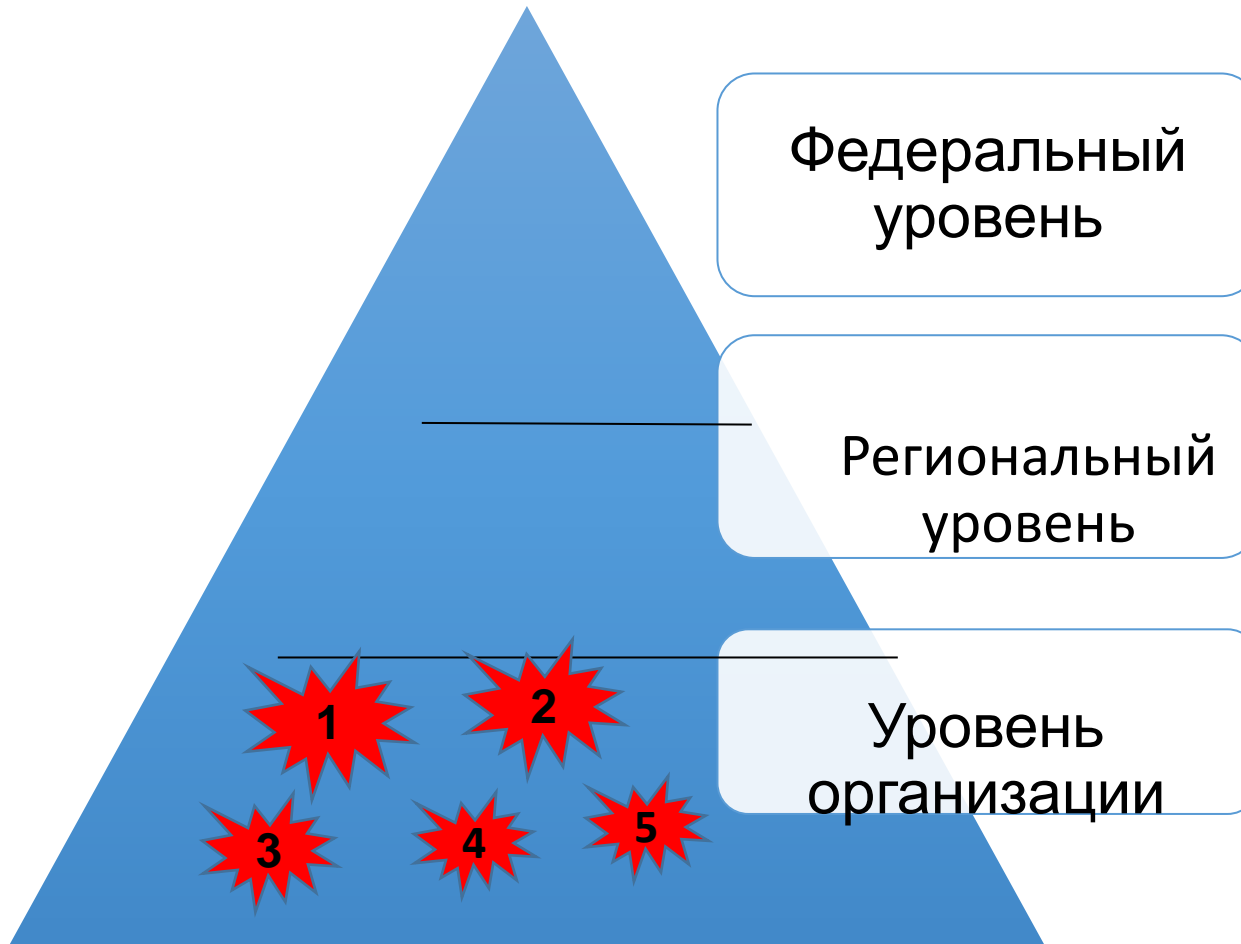 Федеральный
уровень
Региональный
уровень
1
2
Уровень
организации
3
4
5